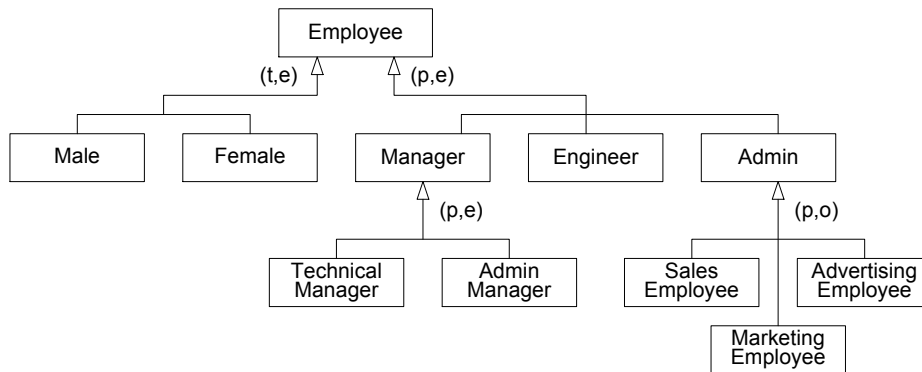 Employee
(t,e)
(p,e)
Male
Female
Manager
Engineer
Admin
(p,e)
(p,o)
Technical
Manager
Admin
Manager
Sales
Employee
Advertising
Employee
Marketing
Employee